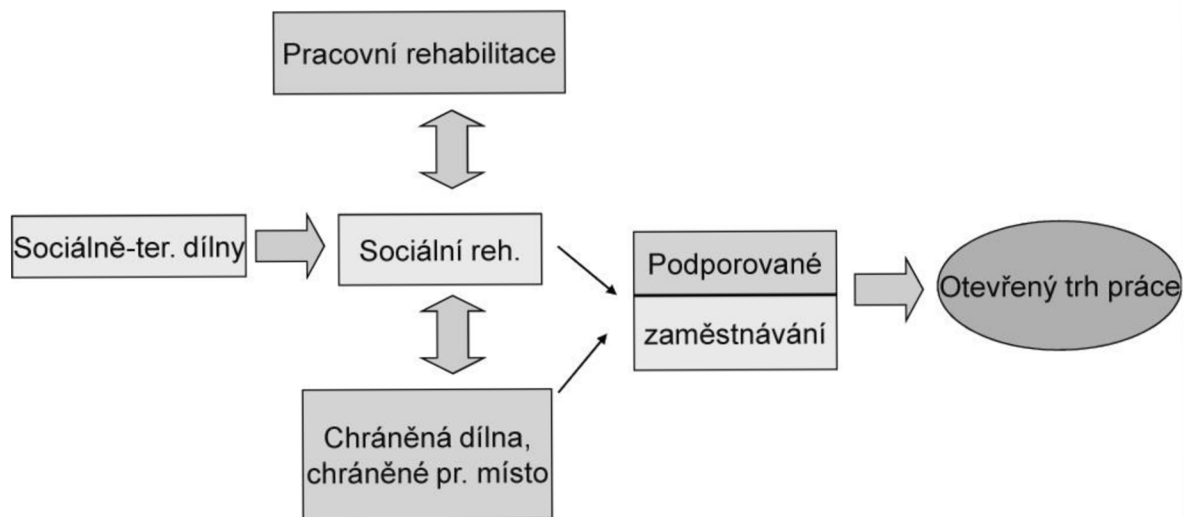 Pracovní rehabilitace
Sociálně-ter. dílny
Sociální reh.
Podporované
zaměstnávání
Otevřený trh práce
Chráněná dílna,
chráněné pr. místo